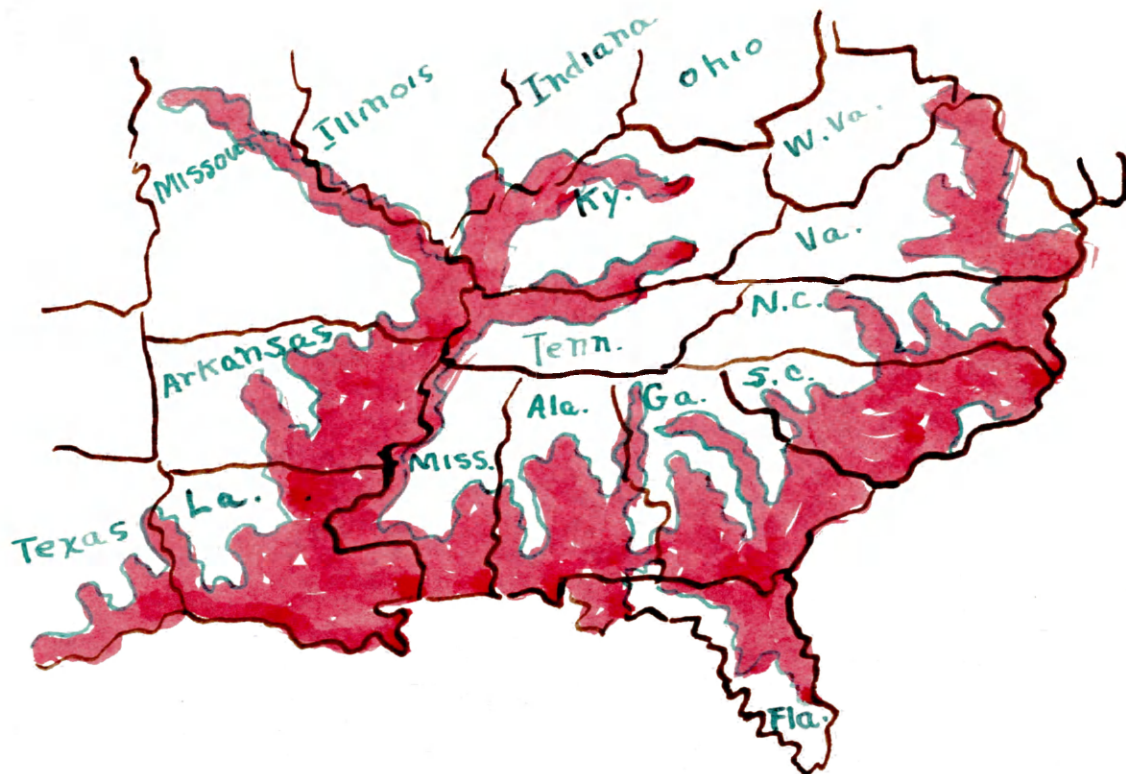 Missouri
Illinois
Indiana
Ohio
W. Va.
Ky.
Va.
N.C.
Tenn.
Arkansas
S.C.
Ala.
Ga.
Miss.
La.
Texas
Fla.